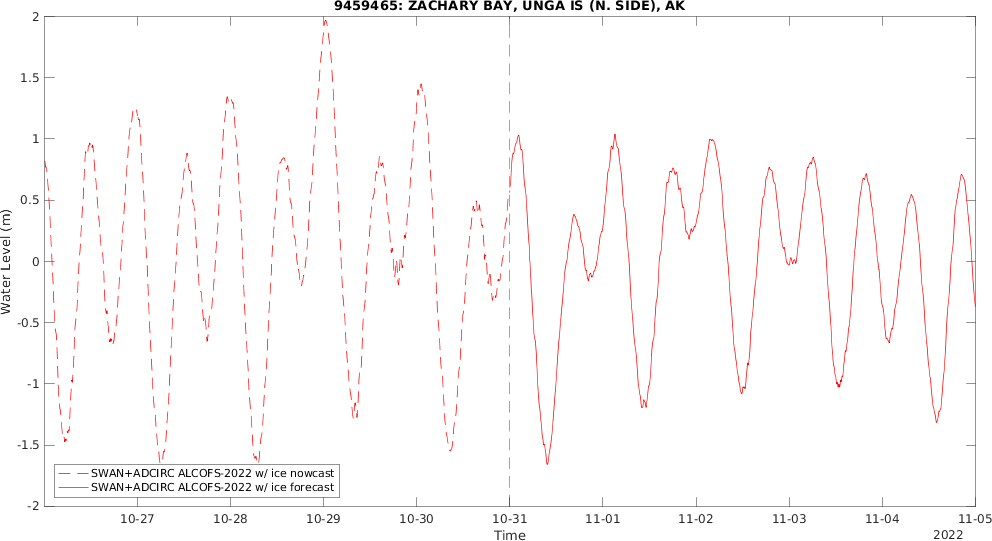 9459465: ZACHARY BAY, UNGA IS (N. SIDE), AK
2
1.5
1
0.5
0
-0.5
-1
-1.5
-2
Water Level (m)
SWAN+ADCIRC ALCOFS-2022 w/ ice nowcast
SWAN+ADCIRC ALCOFS-2022 w/ ice forecast
10-27 10-28 10-29 10-30 10-31 11-01 11-02 11-03 11-04 11-05
Time
2022